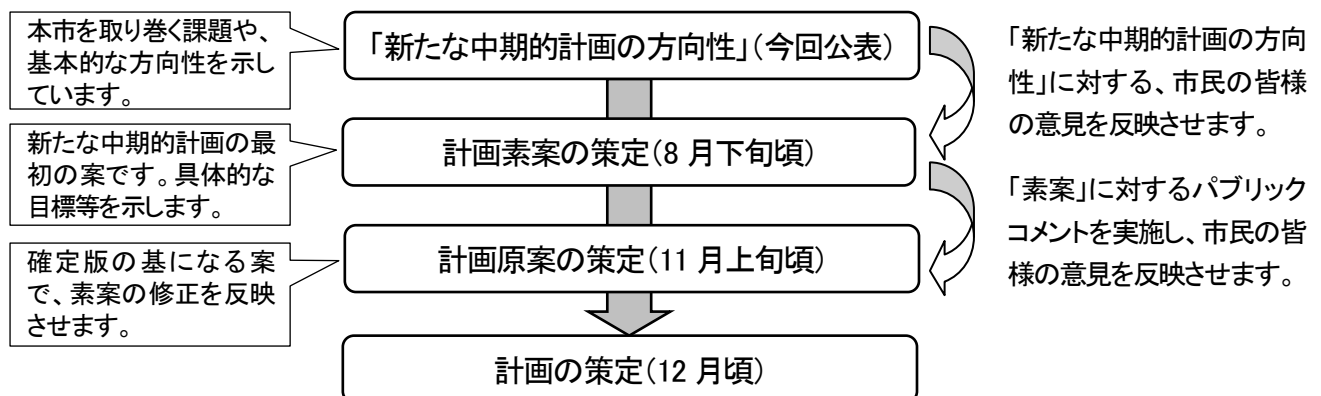 本市を取り巻く課題や、
基本的な方向性を示し
ています。
「新たな中期的計画の方向性」(今回公表)
「新たな中期的計画の方向
性」に対する、市民の皆様
の意見を反映させます。
新たな中期的計画の最
初の案です。具体的な
目標等を示します。
計画素案の策定(8 月下旬頃)
「素案」に対するパブリック
コメントを実施し、市民の皆
様の意見を反映させます。
確定版の基になる案
で、素案の修正を反映
させます。
計画原案の策定(11 月上旬頃)
計画の策定(12 月頃)